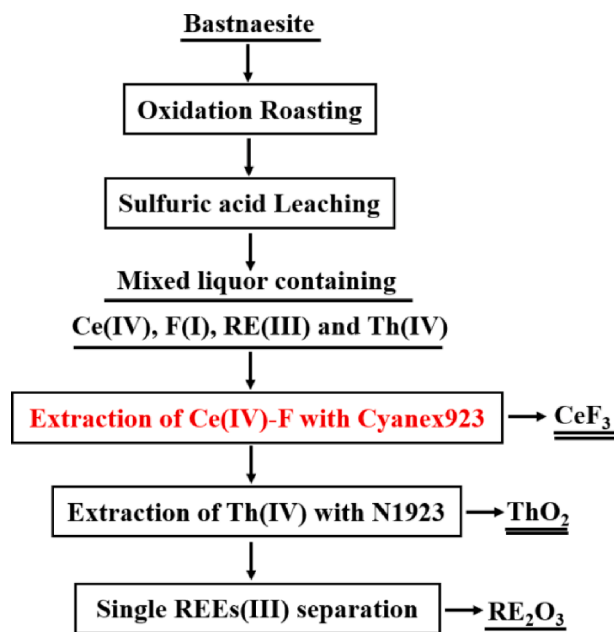 Bastnaesite
Oxidation Roasting
Sulfuric acid Leaching
Mixed liquor containing
Ce(IV), F(I), RE(III) and Th(IV)
Extraction of Ce(IV)-F with Cyanex923
CeF₃
Extraction of Th(IV) with N1923
ThO₂
Single REEs(III) separation
RE₂O₃